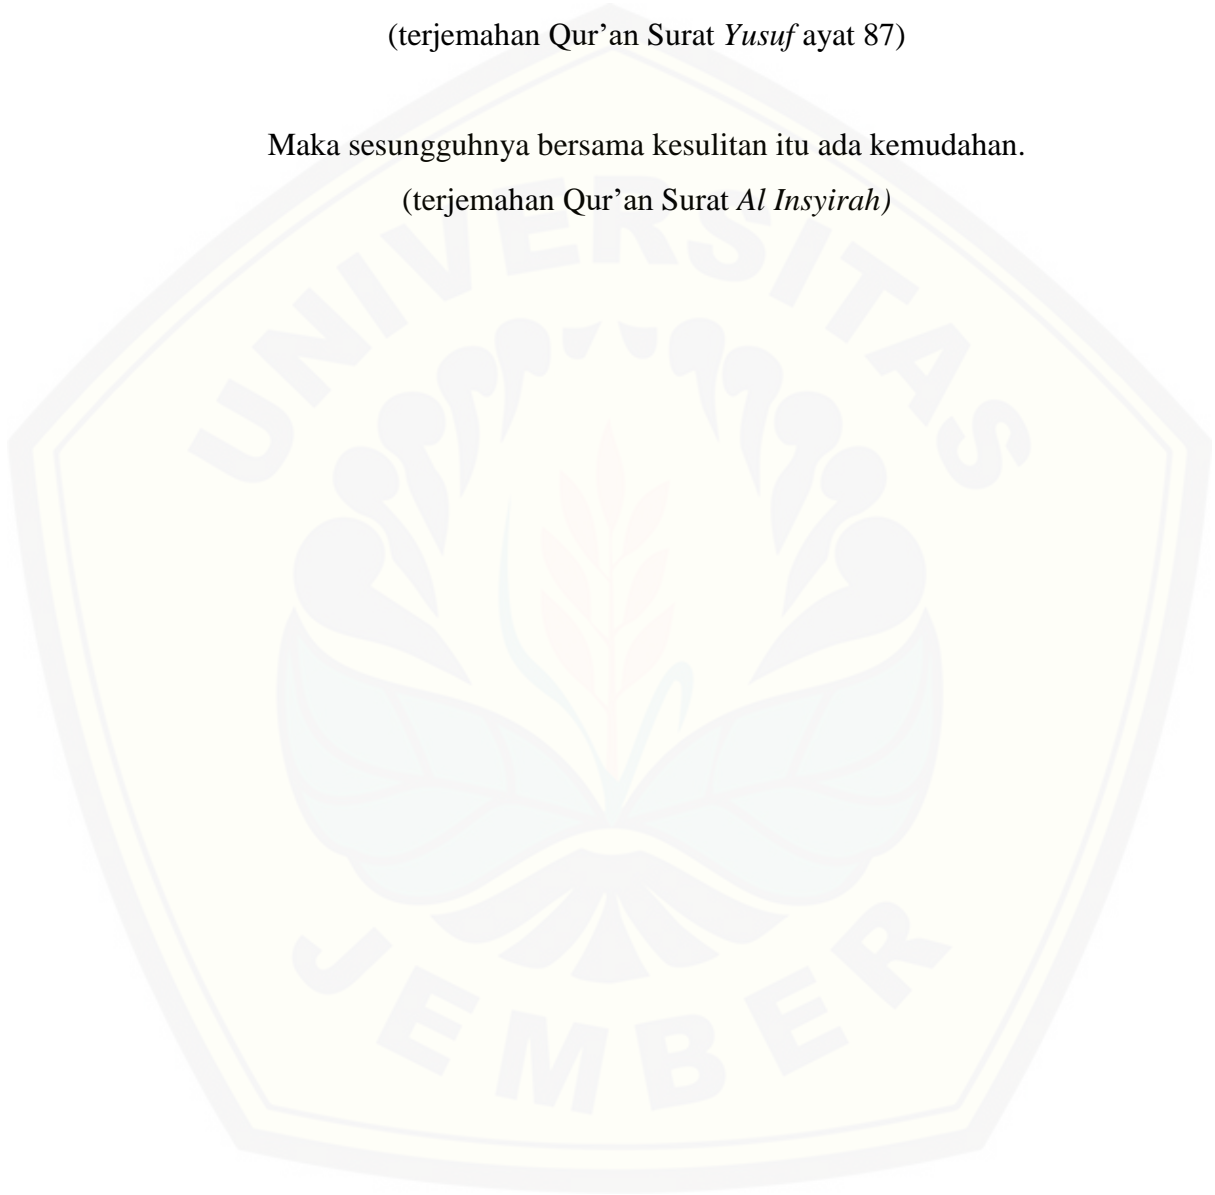 (terjemahan Qur’an Surat Yusuf ayat 87)
Maka sesungguhnya bersama kesulitan itu ada kemudahan.
(terjemahan Qur’an Surat Al Insyirah)
UNIVERSITAS
JEMBER